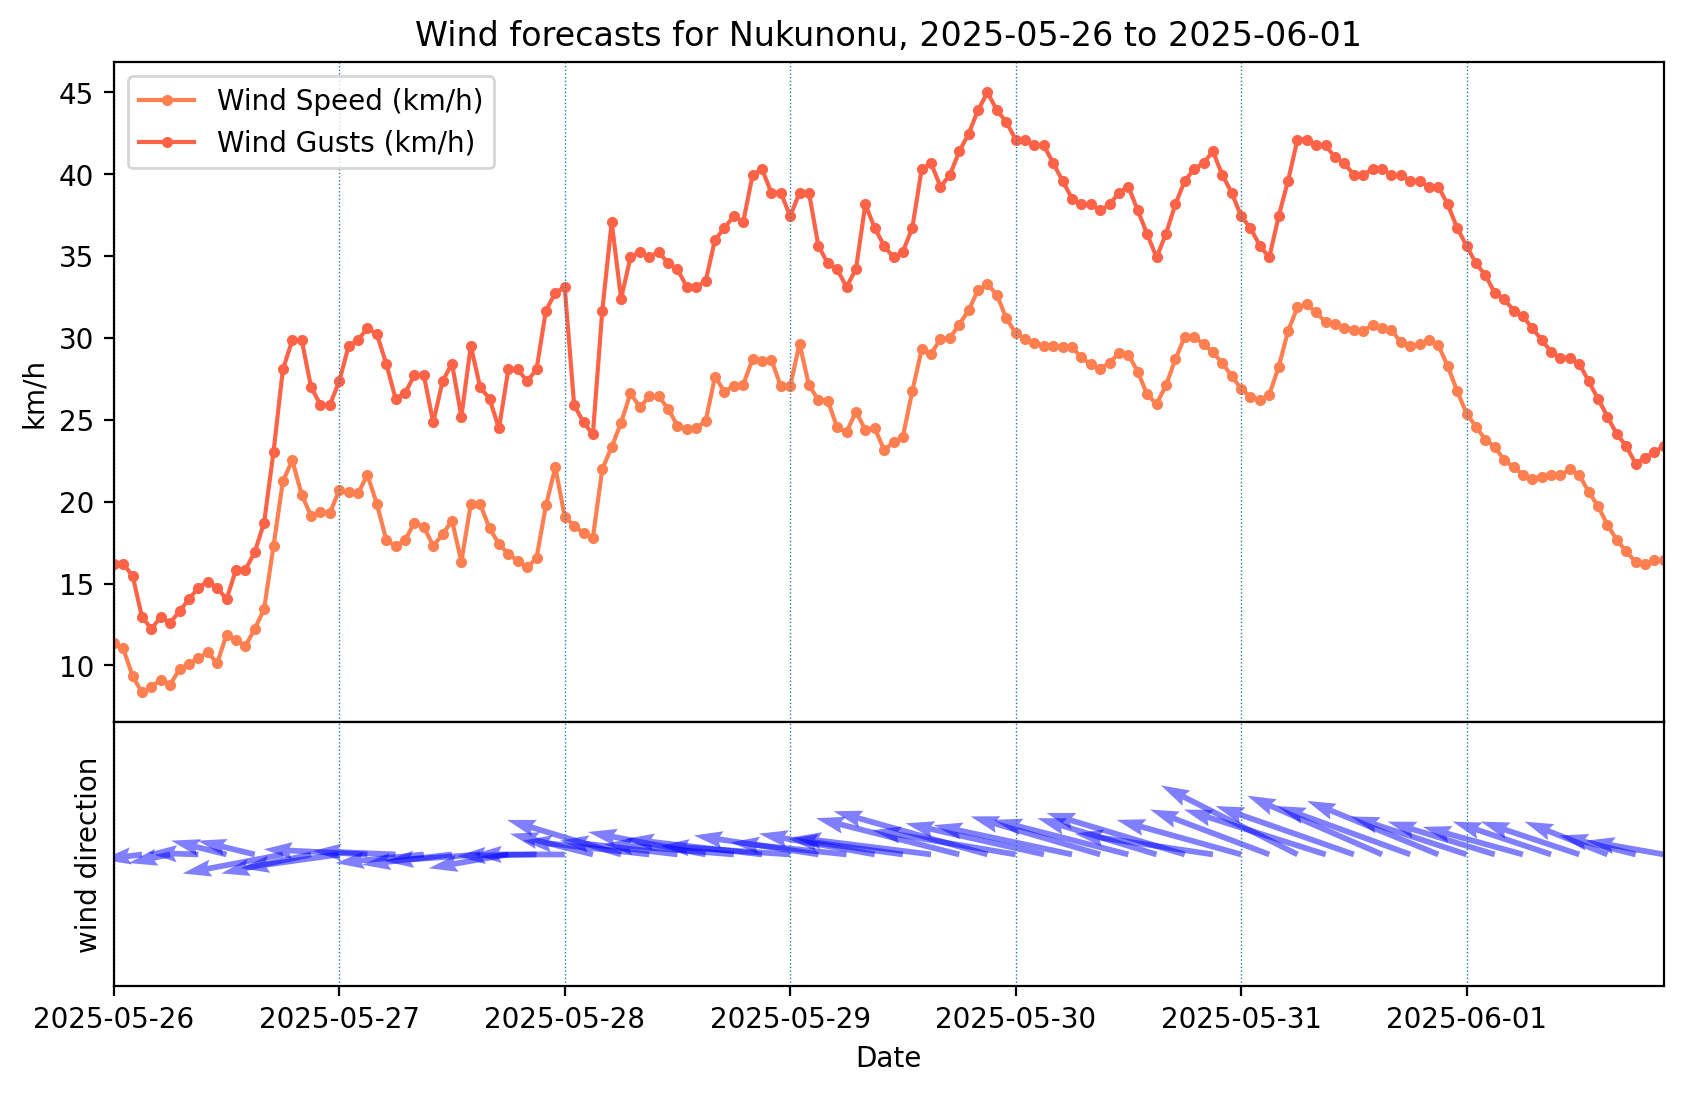 Wind forecasts for Nukunonu, 2025-05-26 to 2025-06-01
Wind Speed (km/h)
Wind Gusts (km/h)
45
40
35
30
25
20
15
10
km/h
wind direction
2025-05-26
2025-05-27
2025-05-28
2025-05-29
2025-05-30
2025-05-31
2025-06-01
Date